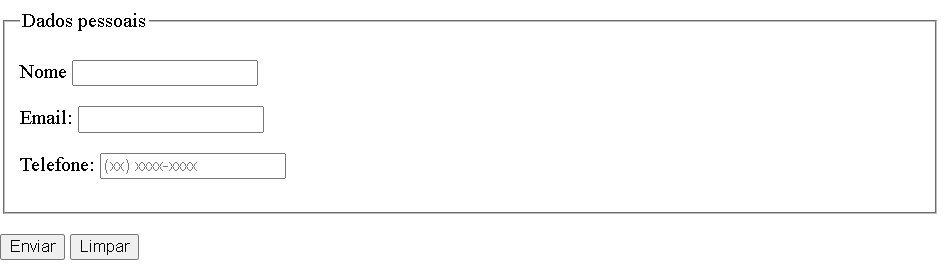 Dados pessoais
Nome
Email:
Telefone: (xx) xxxx-xxxx
Enviar Limpar